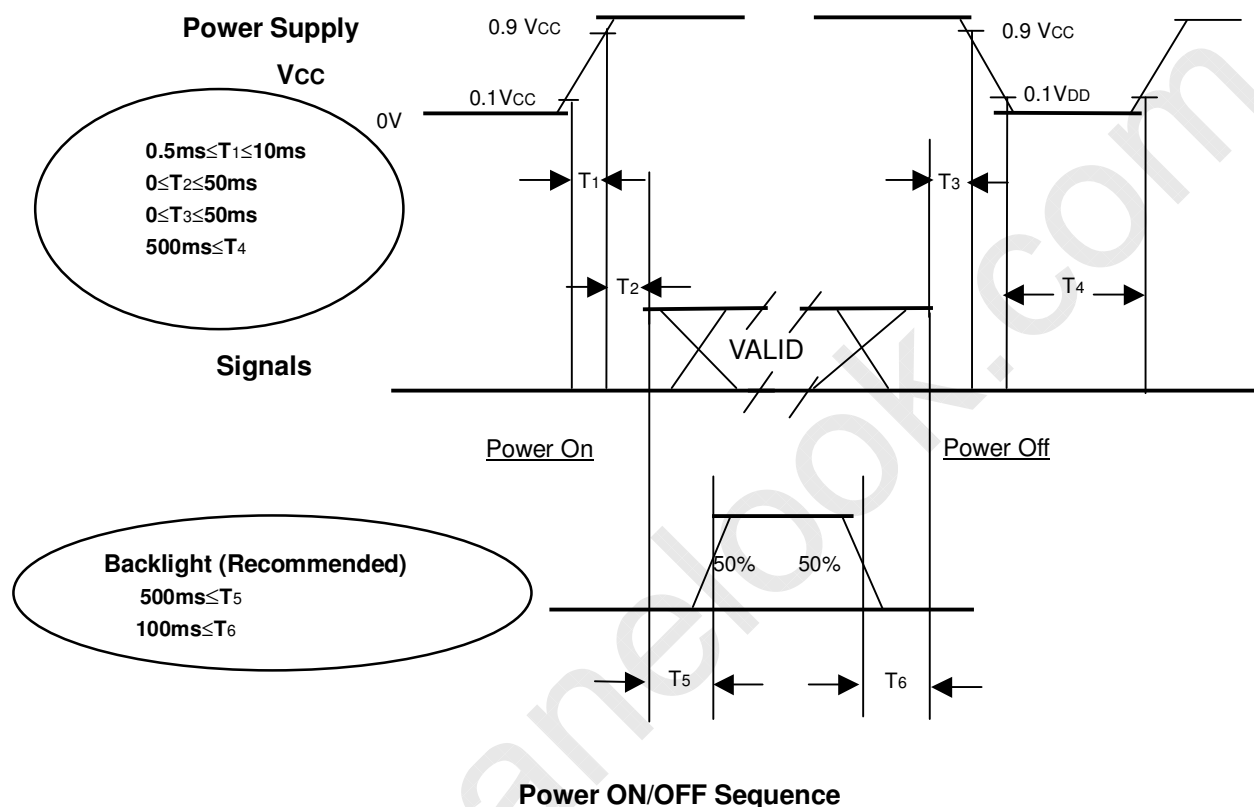 Power Supply
VCC
0.9 VCC
0.1VCC
0V
0.9 VCC
0.1VDD
0.5ms≤T1≤10ms
0≤T2≤50ms
0≤T3≤50ms
500ms≤T4
T1
T2
T3
T4
Signals
VALID
Power On
Power Off
Backlight (Recommended)
500ms≤T5
100ms≤T6
50%
50%
T5
T6
Power ON/OFF Sequence
anelook.com